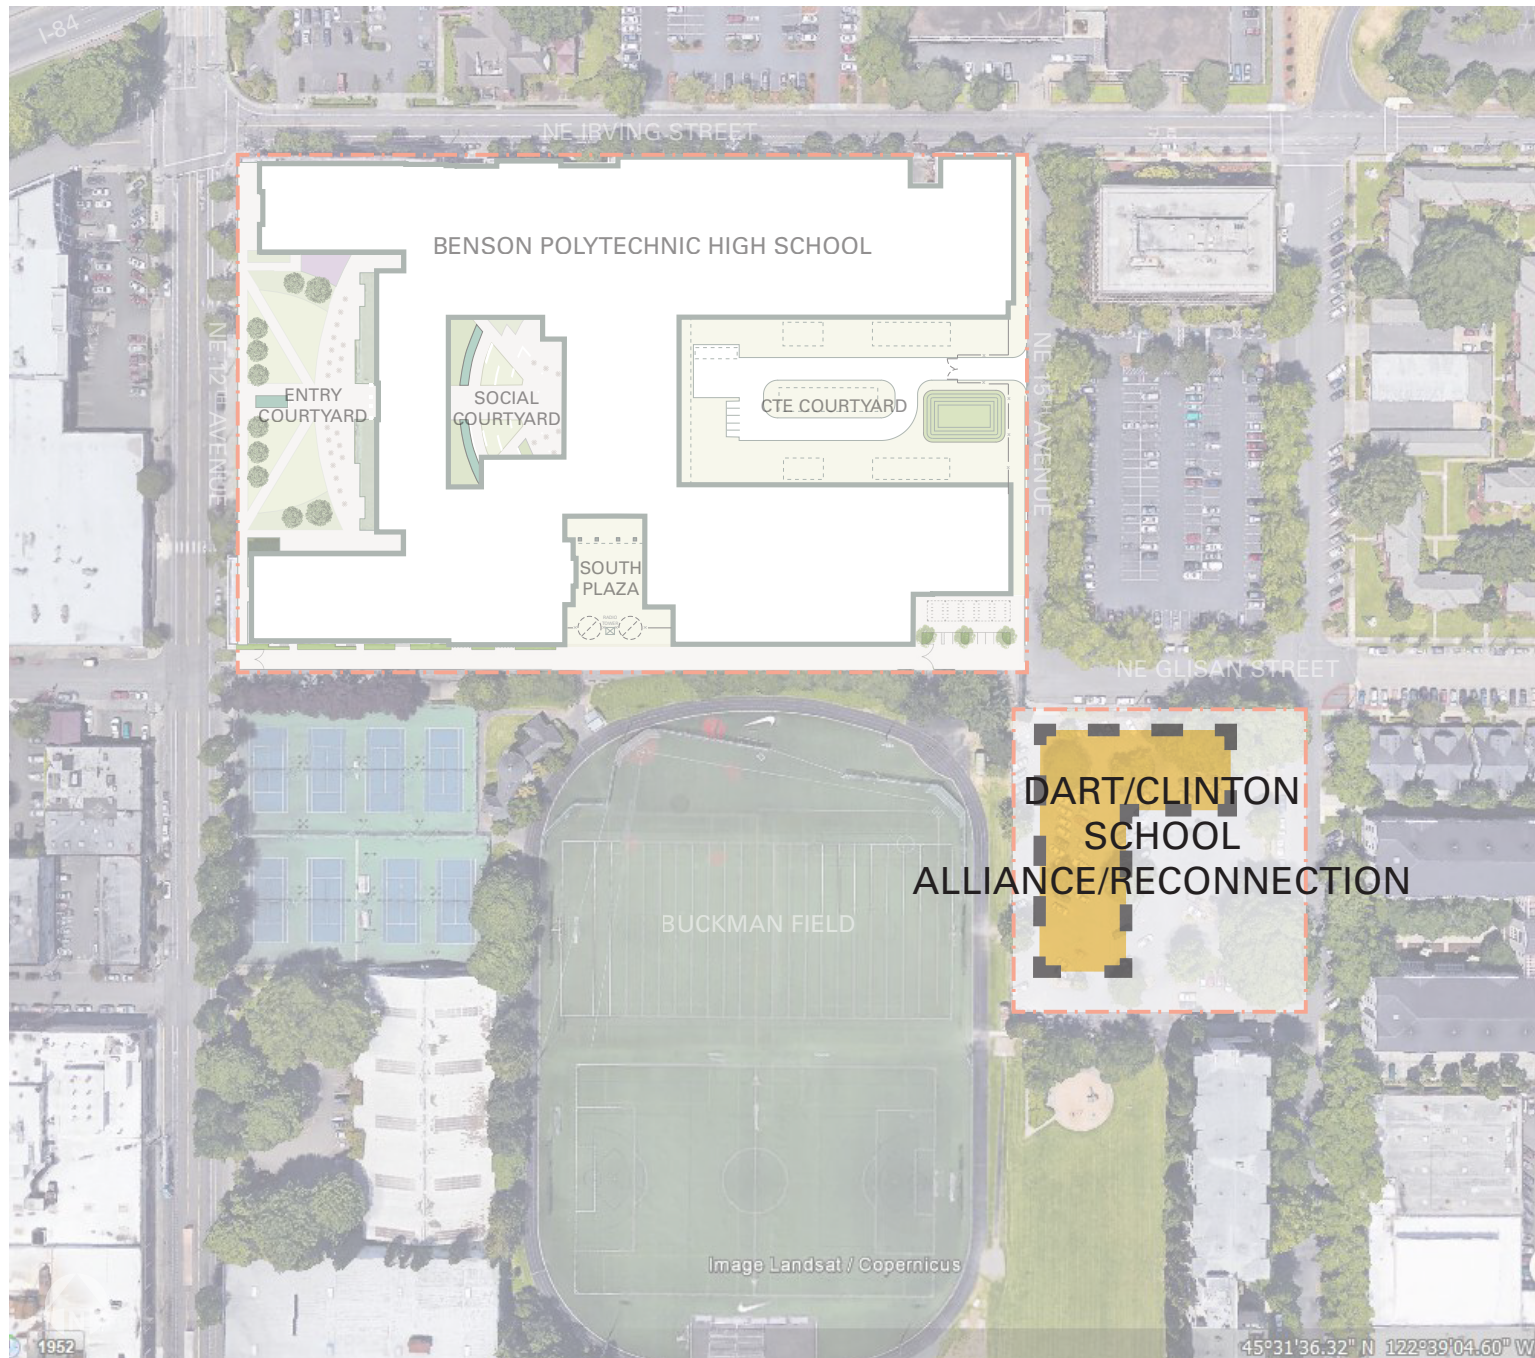 I-84
NE IRVING STREET
BENSON POLYTECHNIC HIGH SCHOOL
NE 12TH AVENUE
ENTRY
COURTYARD
SOCIAL
COURTYARD
CTE COURTYARD
NE 15TH AVENUE
SOUTH
PLAZA
RADIO
TOWER
NE GLISAN STREET
DART/CLINTON
SCHOOL
ALLIANCE/RECONNECTION
BUCKMAN FIELD
Image Landsat / Copernicus
1952
45°31'36.32" N 122°39'04.60" W